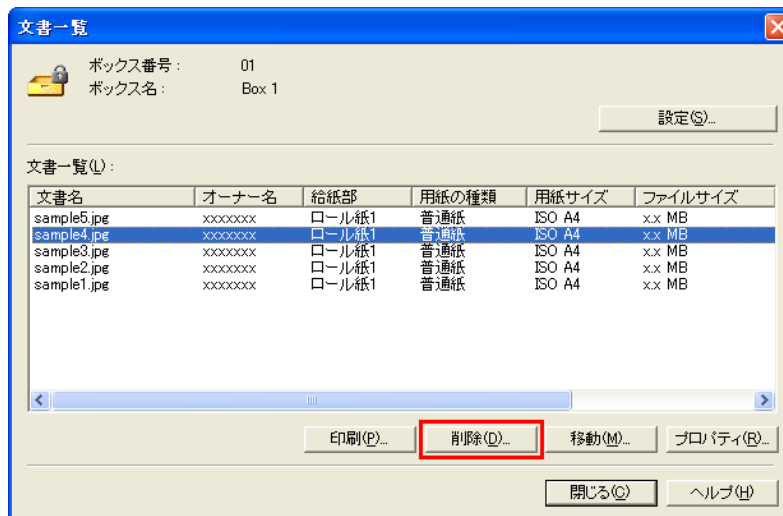 文書一覧
ボックス番号： 01
ボックス名： Box 1
設定(S)...
文書一覧(L)：
文書名 オーナー名 給紙部 用紙の種類 用紙サイズ ファイルサイズ
sample5.jpg xxxxxxx ロール紙1 普通紙 ISO A4 x.x MB
sample4.jpg xxxxxxx ロール紙1 普通紙 ISO A4 x.x MB
sample3.jpg xxxxxxx ロール紙1 普通紙 ISO A4 x.x MB
sample2.jpg xxxxxxx ロール紙1 普通紙 ISO A4 x.x MB
sample1.jpg xxxxxxx ロール紙1 普通紙 ISO A4 x.x MB
印刷(P)... 削除(D)... 移動(M)... プロパティ(R)...
閉じる(C) ヘルプ(H)